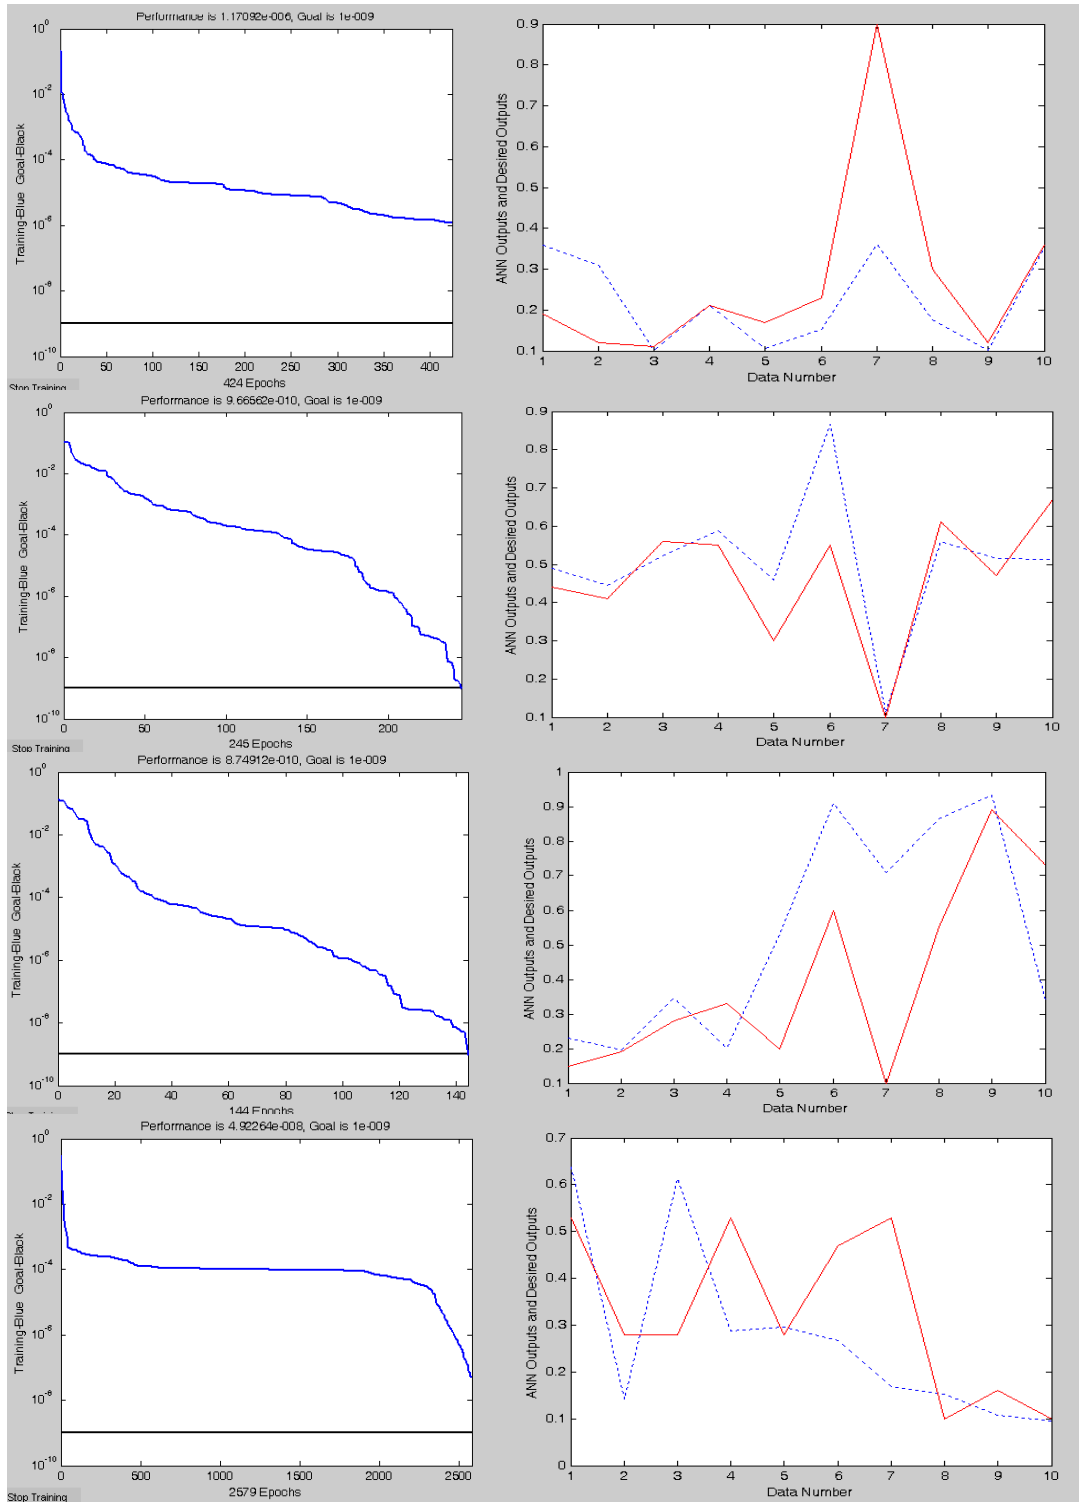 Performance is 1.17092e-006, Goal is 1e-009
Training-Blue Goal-Black
10^0
10^-2
10^-4
10^-6
10^-8
10^-10
0 50 100 150 200 250 300 350 400
424 Epochs
Stop Training
ANN Outputs and Desired Outputs
0.9
0.8
0.7
0.6
0.5
0.4
0.3
0.2
0.1
1 2 3 4 5 6 7 8 9 10
Data Number
Performance is 9.66562e-010, Goal is 1e-009
Training-Blue Goal-Black
10^0
10^-2
10^-4
10^-6
10^-8
10^-10
0 50 100 150 200
245 Epochs
Stop Training
ANN Outputs and Desired Outputs
0.9
0.8
0.7
0.6
0.5
0.4
0.3
0.2
0.1
1 2 3 4 5 6 7 8 9 10
Data Number
Performance is 8.74912e-010, Goal is 1e-009
Training-Blue Goal-Black
10^0
10^-2
10^-4
10^-6
10^-8
10^-10
0 20 40 60 80 100 120 140
144 Epochs
ANN Outputs and Desired Outputs
1
0.9
0.8
0.7
0.6
0.5
0.4
0.3
0.2
0.1
1 2 3 4 5 6 7 8 9 10
Data Number
Performance is 4.92264e-008, Goal is 1e-009
Training-Blue Goal-Black
10^0
10^-2
10^-4
10^-6
10^-8
10^-10
0 500 1000 1500 2000 2500
2579 Epochs
Stop Training
ANN Outputs and Desired Outputs
0.7
0.6
0.5
0.4
0.3
0.2
0.1
0
1 2 3 4 5 6 7 8 9 10
Data Number